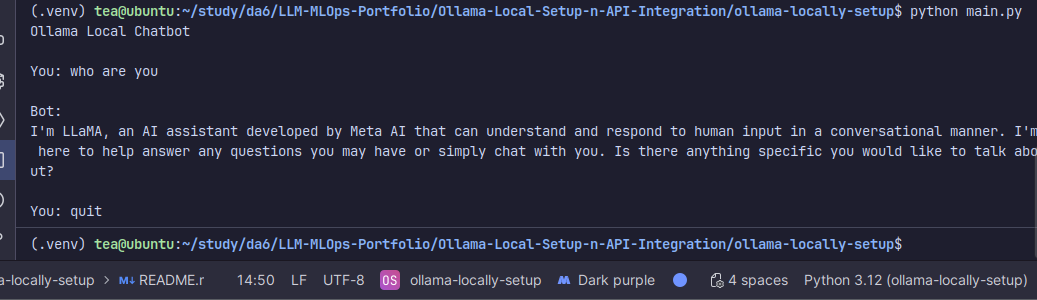 (.venv) tea@ubuntu:~/study/da6/LLM-MLOps-Portfolio/Ollama-Local-Setup-n-API-Integration/ollama-locally-setup$ python main.py
Ollama Local Chatbot
You: who are you
Bot:
I'm LLaMA, an AI assistant developed by Meta AI that can understand and respond to human input in a conversational manner. I'm
here to help answer any questions you may have or simply chat with you. Is there anything specific you would like to talk abo
ut?
You: quit
(.venv) tea@ubuntu:~/study/da6/LLM-MLOps-Portfolio/Ollama-Local-Setup-n-API-Integration/ollama-locally-setup$
a-locally-setup > M↓ README.r 14:50 LF UTF-8 OS ollama-locally-setup Dark purple 4 spaces Python 3.12 (ollama-locally-setup)